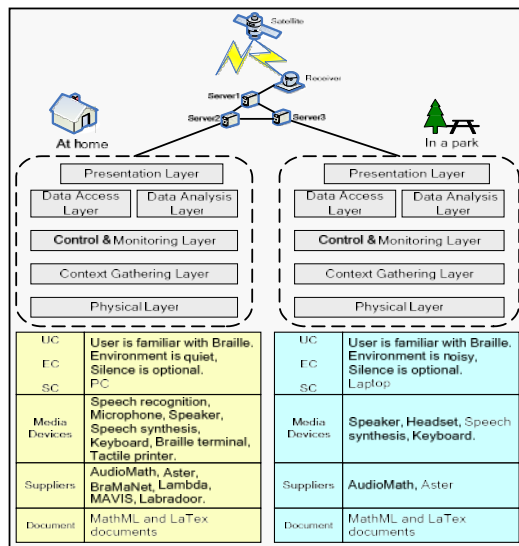 Satellite
Receiver
Server1
Server2
Server3
At home
In a park
Presentation Layer
Data Access
Layer
Data Analysis
Layer
Control & Monitoring Layer
Context Gathering Layer
Physical Layer
Presentation Layer
Data Access
Layer
Data Analysis
Layer
Control & Monitoring Layer
Context Gathering Layer
Physical Layer
UC
EC
SC
User is familiar with Braille.
Environment is quiet,
Silence is optional.
PC
Media
Devices
Speech recognition,
Microphone, Speaker,
Speech synthesis,
Keyboard, Braille terminal,
Tactile printer.
Suppliers
AudioMath, Aster,
BraMaNet, Lambda,
MAVIS, Labradoor.
Document
MathML and LaTex
documents
UC
EC
SC
User is familiar with Braille.
Environment is noisy,
Silence is optional.
Laptop
Media
Devices
Speaker, Headset, Speech
synthesis, Keyboard.
Suppliers
AudioMath, Aster
Document
MathML and LaTex
documents